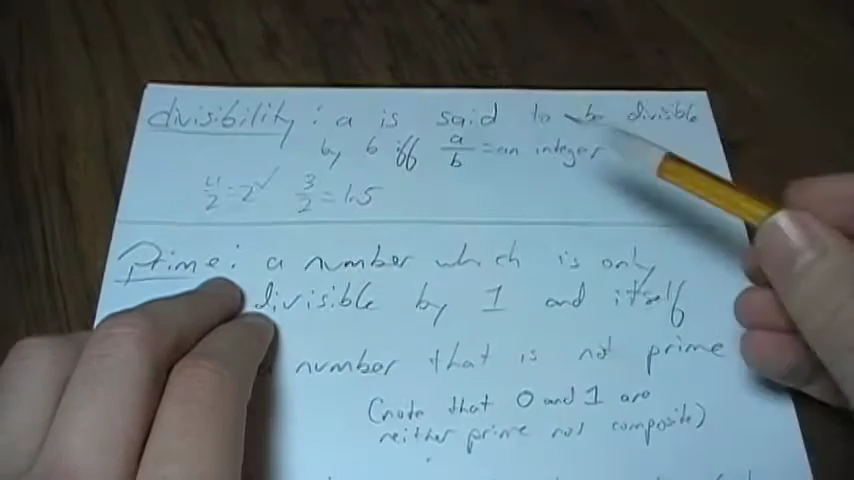 divisibility : a is said to be divisible
by b iff a/b = an integer
4/2 = 2 ✓ 3/2 = 1.5
Prime : a number which is only
divisible by 1 and itself
number that is not prime
(note that 0 and 1 are
neither prime not composite)